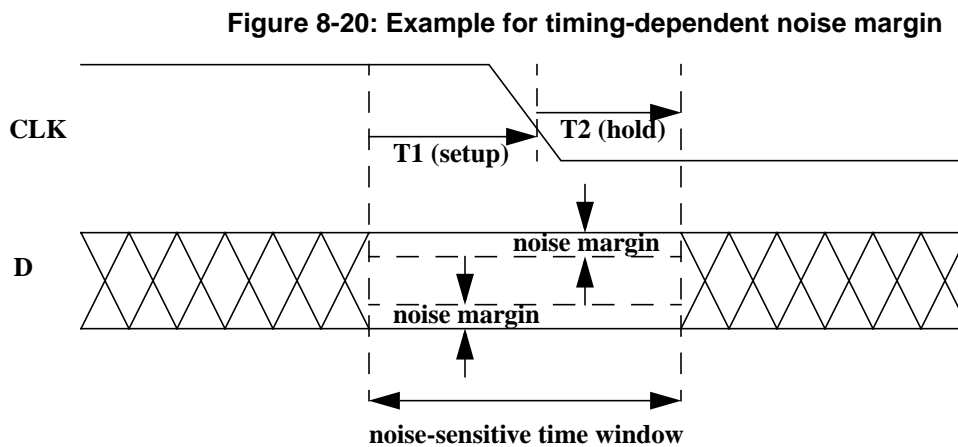 Figure 8-20: Example for timing-dependent noise margin
CLK
T1 (setup)
T2 (hold)
D
noise margin
noise margin
noise-sensitive time window